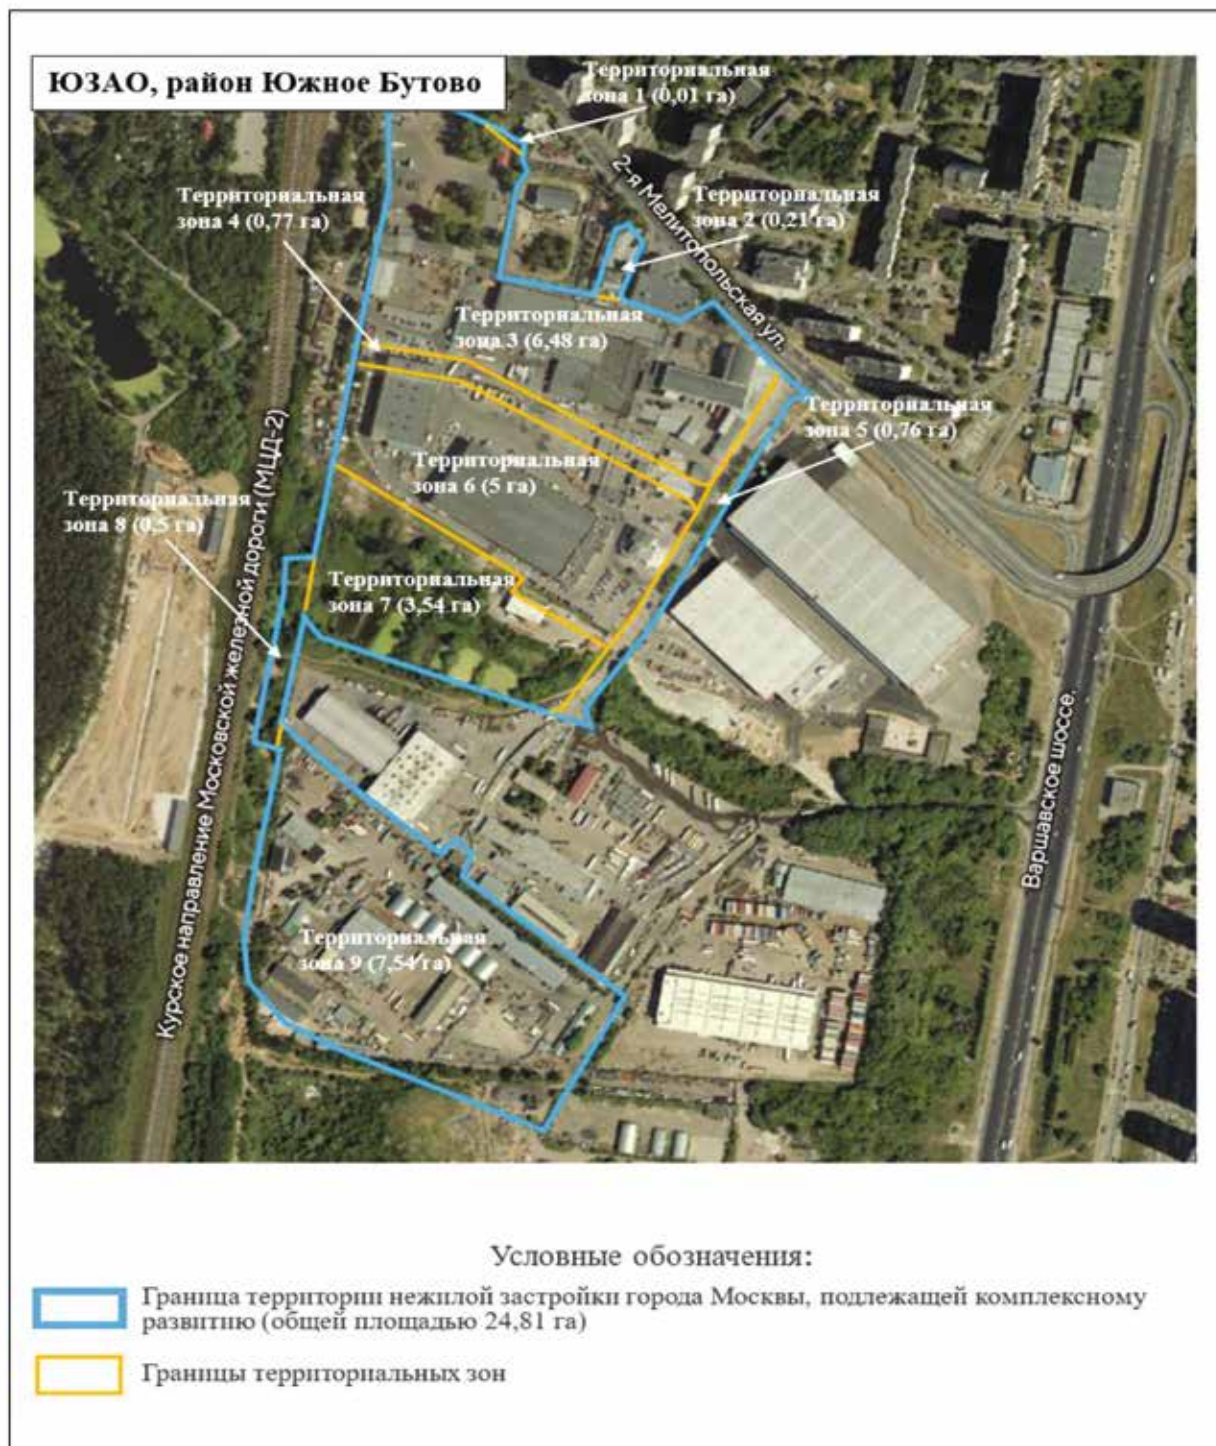 ЮЗАО, район Южное Бутово
Территориальная
зона 1 (0,01 га)
2-я Мелитопольская ул.
Территориальная
зона 4 (0,77 га)
Территориальная
зона 2 (0,21 га)
Территориальная
зона 3 (6,48 га)
Территориальная
зона 5 (0,76 га)
Территориальная
зона 6 (5 га)
Территориальная
зона 8 (0,5 га)
Территориальная
зона 7 (3,54 га)
Курское направление Московской железной дороги (МЦД-2)
Варшавское шоссе.
Территориальная
зона 9 (7,54 га)
Условные обозначения:
Граница территории нежилой застройки города Москвы, подлежащей комплексному
развитию (общей площадью 24,81 га)
Границы территориальных зон